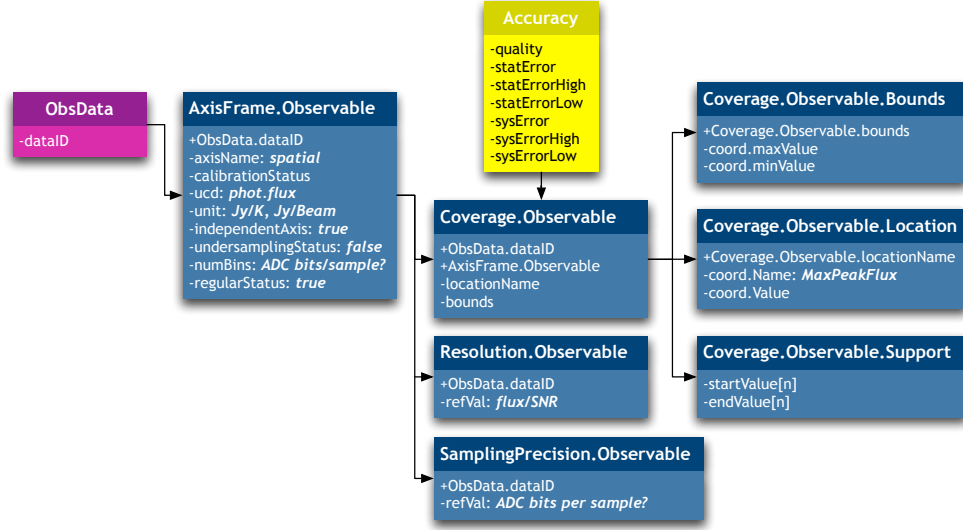 Accuracy
-quality
-statError
-statErrorHigh
-statErrorLow
-sysError
-sysErrorHigh
-sysErrorLow
ObsData
-dataID
AxisFrame.Observable
+ObsData.dataID
-axisName: spatial
-calibrationStatus
-ucd: phot.flux
-unit: Jy/K, Jy/Beam
-independentAxis: true
-undersamplingStatus: false
-numBins: ADC bits/sample?
-regularStatus: true
Coverage.Observable
+ObsData.dataID
+AxisFrame.Observable
-locationName
-bounds
Resolution.Observable
+ObsData.dataID
-refVal: flux/SNR
SamplingPrecision.Observable
+ObsData.dataID
-refVal: ADC bits per sample?
Coverage.Observable.Bounds
+Coverage.Observable.bounds
-coord.maxValue
-coord.minValue
Coverage.Observable.Location
+Coverage.Observable.locationName
-coord.Name: MaxPeakFlux
-coord.Value
Coverage.Observable.Support
-startValue[n]
-endValue[n]